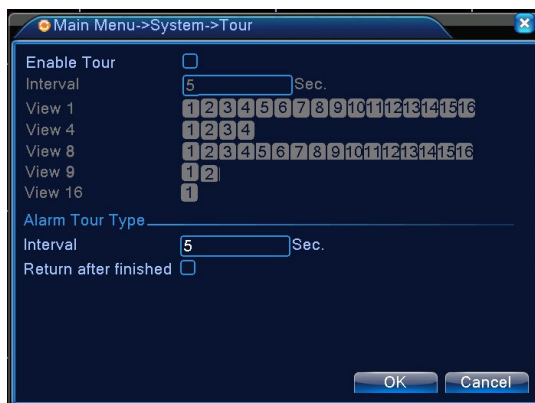 Main Menu->System->Tour
Enable Tour
Interval 5 Sec.
View 1 1 2 3 4 5 6 7 8 9 10 11 12 13 14 15 16
View 4 1 2 3 4
View 8 1 2 3 4 5 6 7 8 9 10 11 12 13 14 15 16
View 9 1 2
View 16 1
Alarm Tour Type
Interval 5 Sec.
Return after finished
OK Cancel